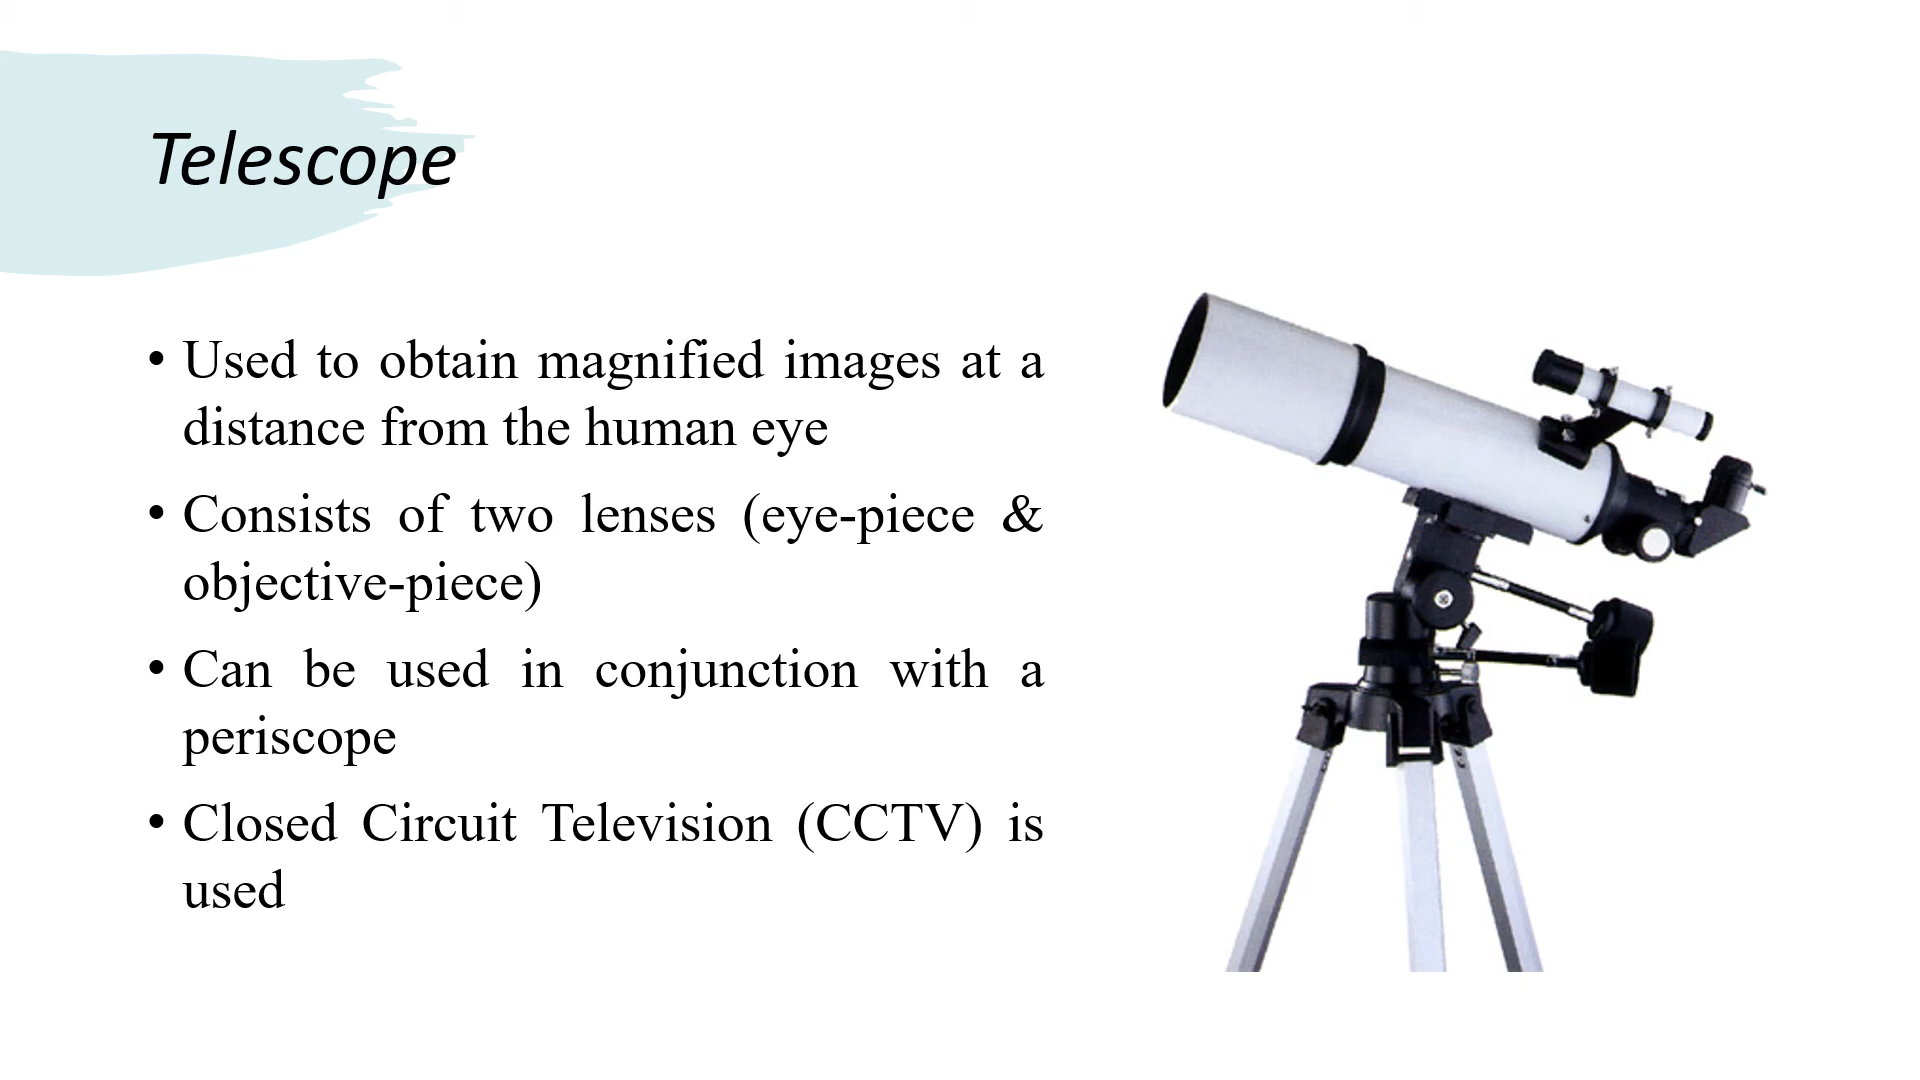 Telescope
• Used to obtain magnified images at a
distance from the human eye
• Consists of two lenses (eye-piece &
objective-piece)
• Can be used in conjunction with a
periscope
• Closed Circuit Television (CCTV) is
used